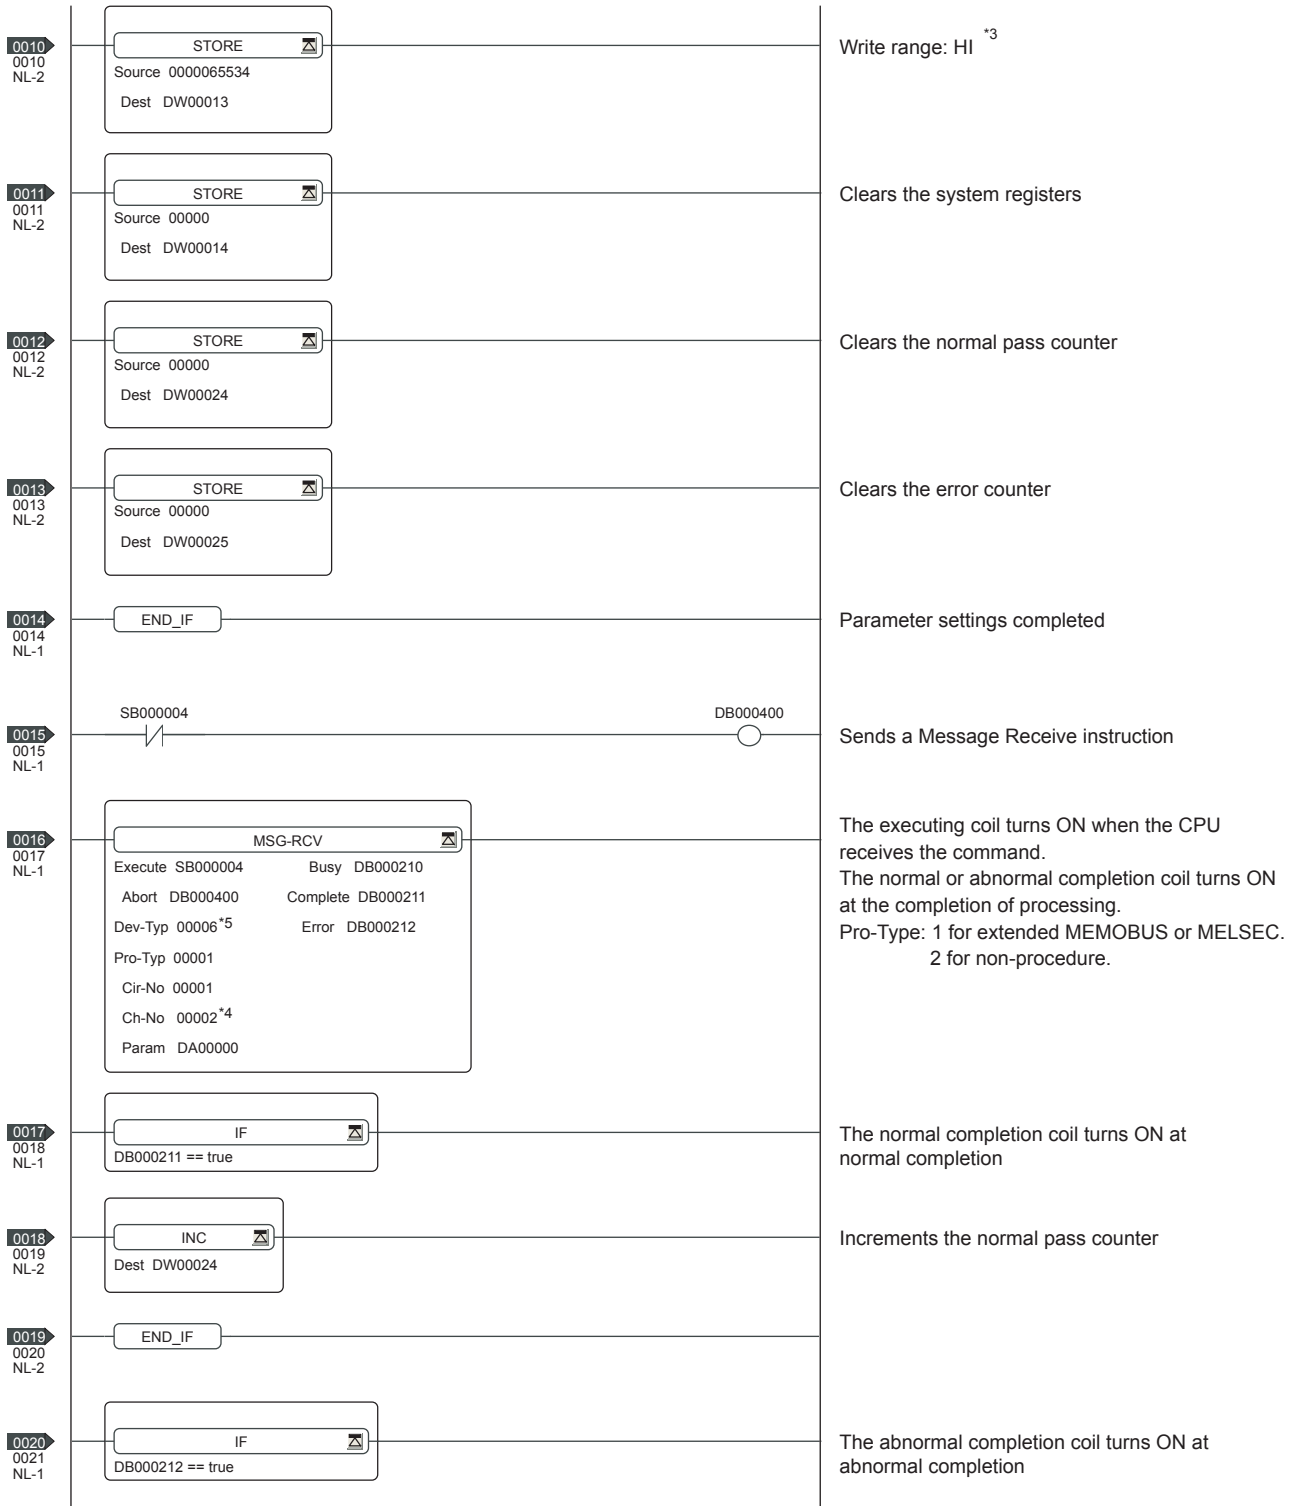 0010
0010
NL-2
STORE
Source 0000065534
Dest DW00013
Write range: HI *3
0011
0011
NL-2
STORE
Source 00000
Dest DW00014
Clears the system registers
0012
0012
NL-2
STORE
Source 00000
Dest DW00024
Clears the normal pass counter
0013
0013
NL-2
STORE
Source 00000
Dest DW00025
Clears the error counter
0014
0014
NL-1
END_IF
Parameter settings completed
SB000004 DB000400
0015
0015
NL-1
Sends a Message Receive instruction
0016
0017
NL-1
MSG-RCV
Execute SB000004 Busy DB000210
Abort DB000400 Complete DB000211
Dev-Typ 00006*5 Error DB000212
Pro-Typ 00001
Cir-No 00001
Ch-No 00002*4
Param DA00000
The executing coil turns ON when the CPU
receives the command.
The normal or abnormal completion coil turns ON
at the completion of processing.
Pro-Type: 1 for extended MEMOBUS or MELSEC.
2 for non-procedure.
0017
0018
NL-1
IF
DB000211 == true
The normal completion coil turns ON at
normal completion
0018
0019
NL-2
INC
Dest DW00024
Increments the normal pass counter
0019
0020
NL-2
END_IF
0020
0021
NL-1
IF
DB000212 == true
The abnormal completion coil turns ON at
abnormal completion